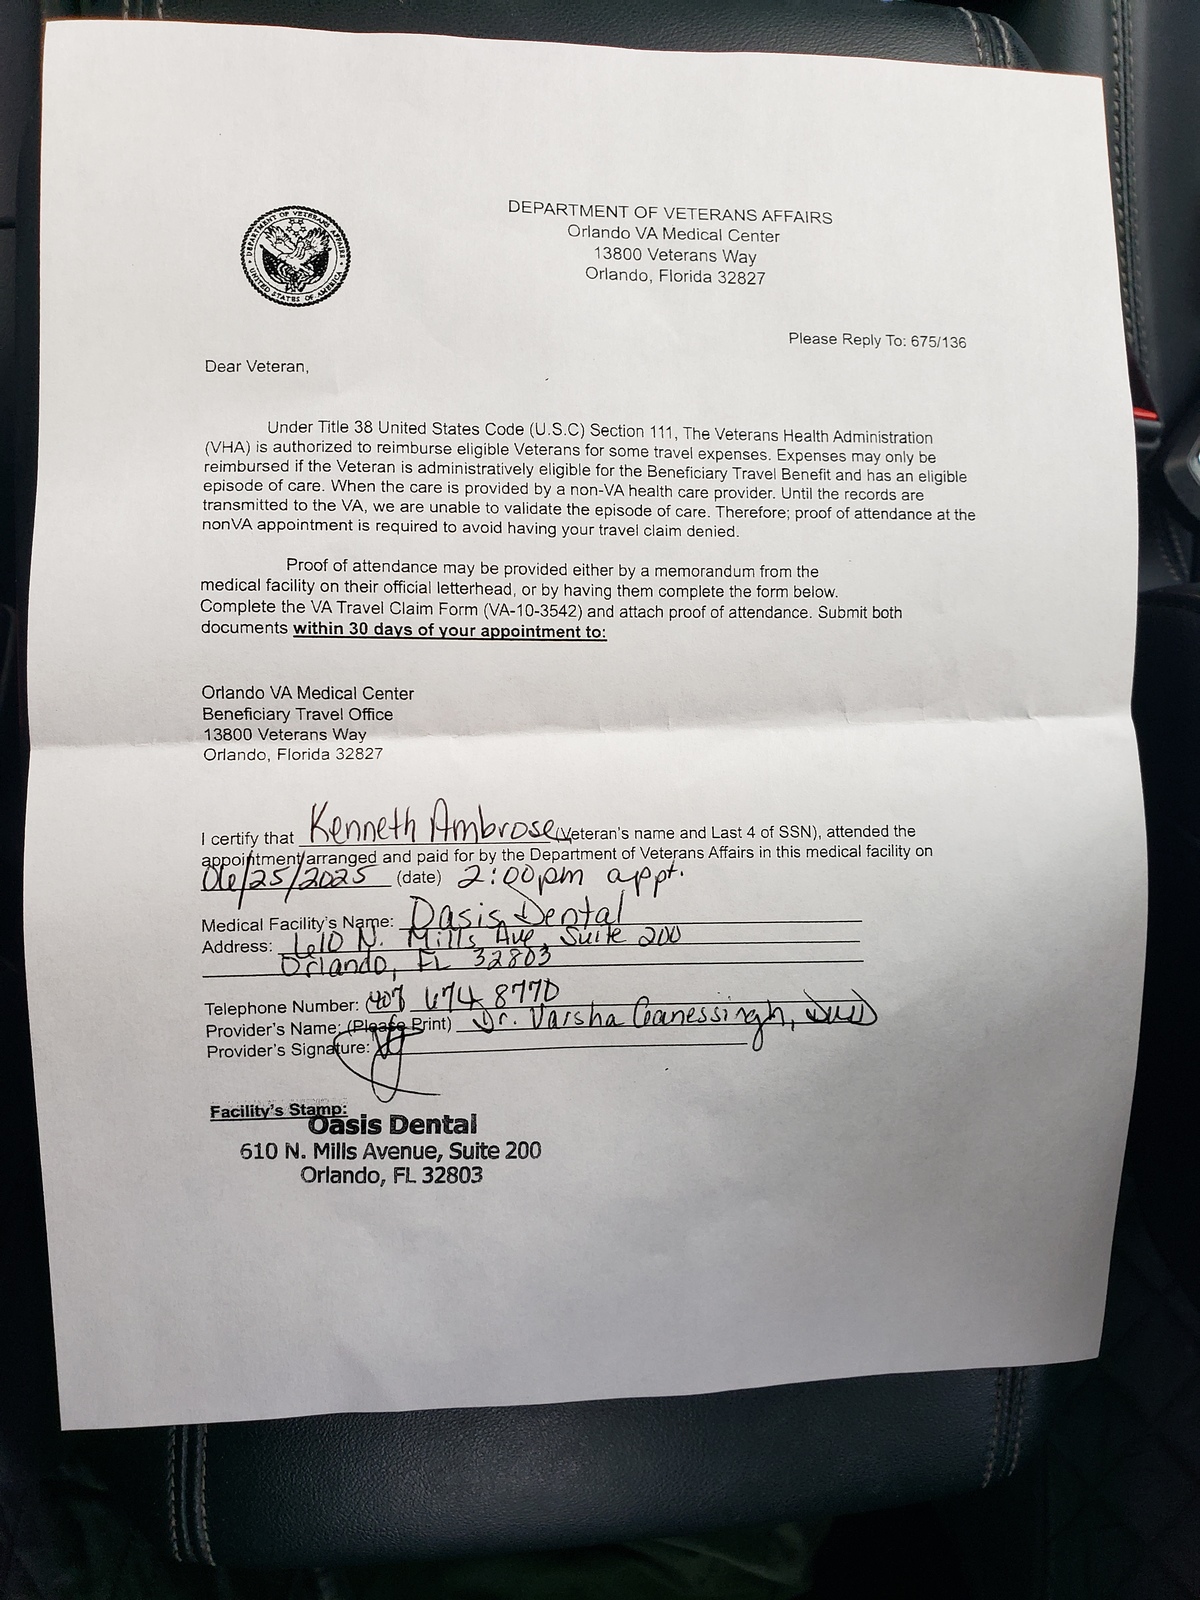 DEPARTMENT OF VETERANS AFFAIRS
UNITED STATES OF AMERICA
DEPARTMENT OF VETERANS AFFAIRS
Orlando VA Medical Center
13800 Veterans Way
Orlando, Florida 32827
Please Reply To: 675/136
Dear Veteran,
Under Title 38 United States Code (U.S.C) Section 111, The Veterans Health Administration
(VHA) is authorized to reimburse eligible Veterans for some travel expenses. Expenses may only be
reimbursed if the Veteran is administratively eligible for the Beneficiary Travel Benefit and has an eligible
episode of care. When the care is provided by a non-VA health care provider. Until the records are
transmitted to the VA, we are unable to validate the episode of care. Therefore; proof of attendance at the
nonVA appointment is required to avoid having your travel claim denied.
Proof of attendance may be provided either by a memorandum from the
medical facility on their official letterhead, or by having them complete the form below.
Complete the VA Travel Claim Form (VA-10-3542) and attach proof of attendance. Submit both
documents within 30 days of your appointment to:
Orlando VA Medical Center
Beneficiary Travel Office
13800 Veterans Way
Orlando, Florida 32827
I certify that Kenneth Ambrose (Veteran's name and Last 4 of SSN), attended the
appointment arranged and paid for by the Department of Veterans Affairs in this medical facility on
06/25/2025 (date) 2:00pm appt.
Medical Facility's Name: Oasis Dental
Address: 610 N. Mills Ave, Suite 200
Orlando, FL 32803
Telephone Number: (407 674 8770
Provider's Name: (Please Print) Dr. Varsha Ganessingh, DMD
Provider's Signature:
Facility's Stamp:
Oasis Dental
610 N. Mills Avenue, Suite 200
Orlando, FL 32803